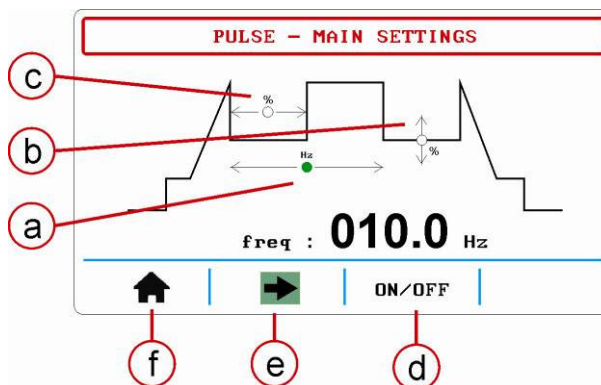 PULSE - MAIN SETTINGS
c
%
b
%
Hz
a
freq : 010.0 Hz
ON/OFF
f
e
d